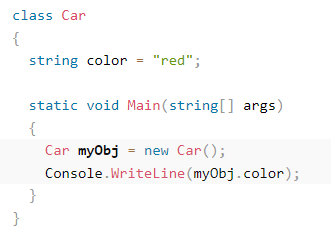 class Car
{
  string color = "red";

  static void Main(string[] args)
  {
    Car myObj = new Car();
    Console.WriteLine(myObj.color);
  }
}